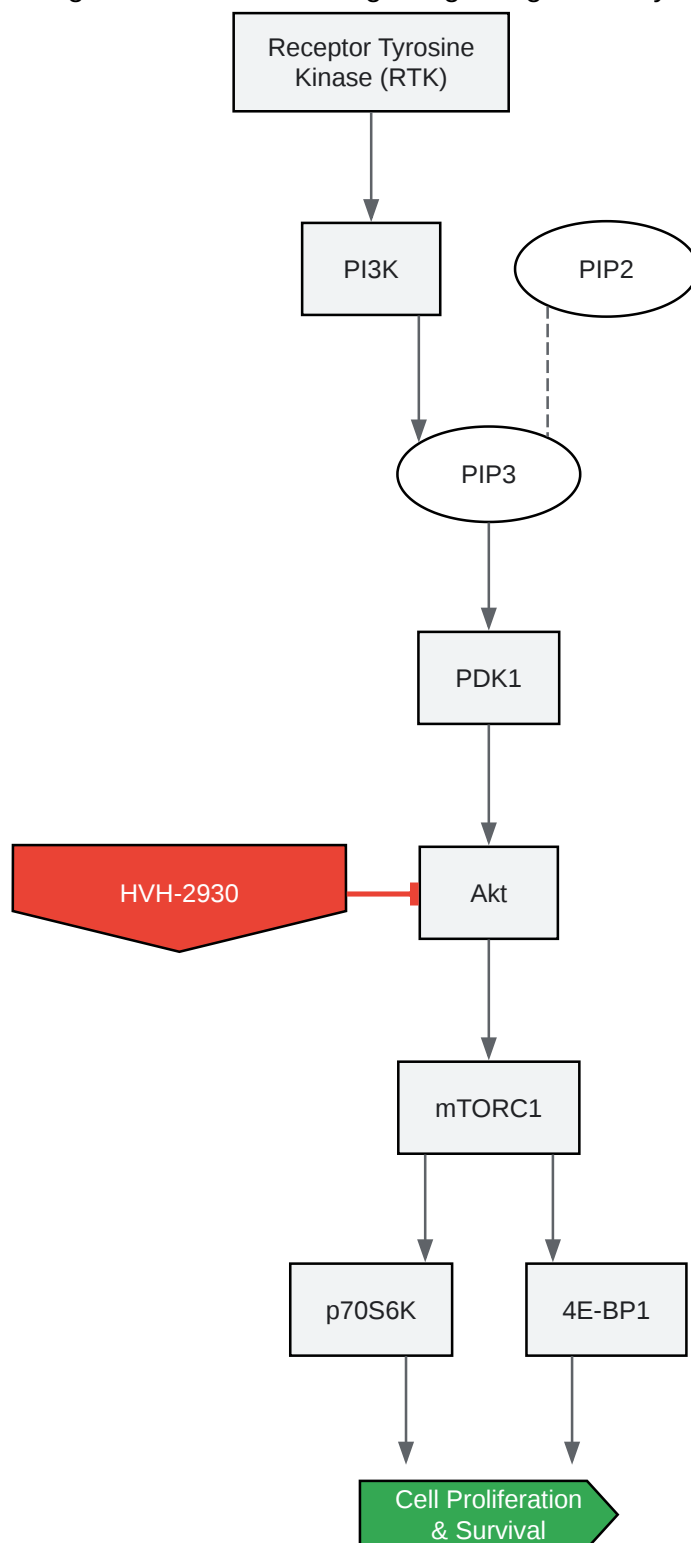 Receptor Tyrosine
Kinase (RTK)
PI3K
PIP2
PIP3
PDK1
HVH-2930
Akt
mTORC1
p70S6K
4E-BP1
Cell Proliferation
& Survival